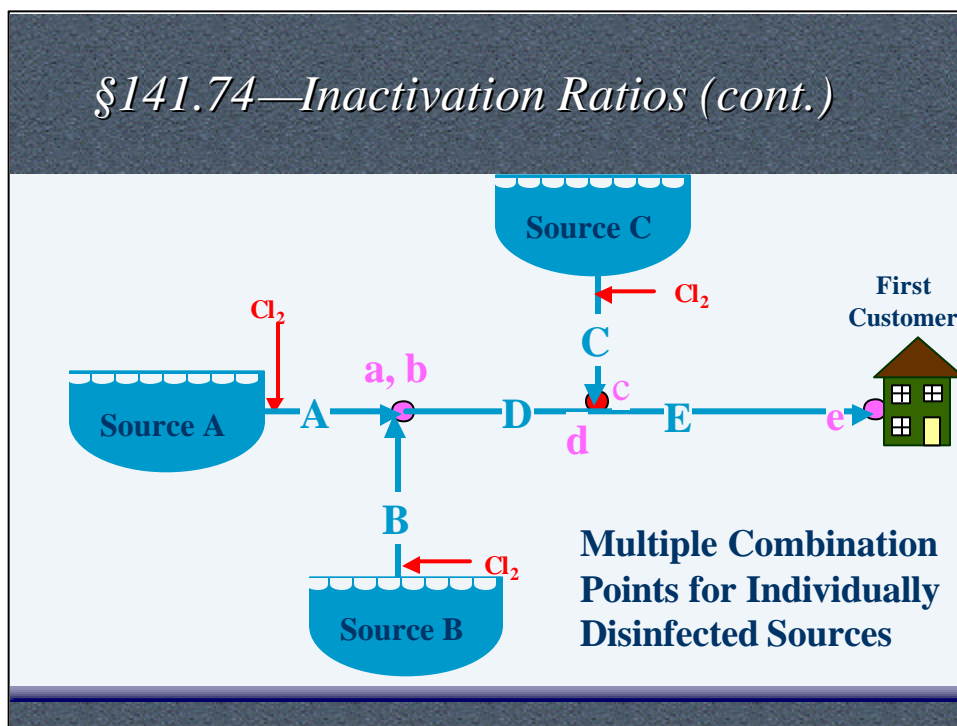 §141.74—Inactivation Ratios (cont.)
Source C
Cl₂
First
Customer
Cl₂
C
a, b
c
Source A
A
D
d
E
e
B
Cl₂
Source B
Multiple Combination
Points for Individually
Disinfected Sources